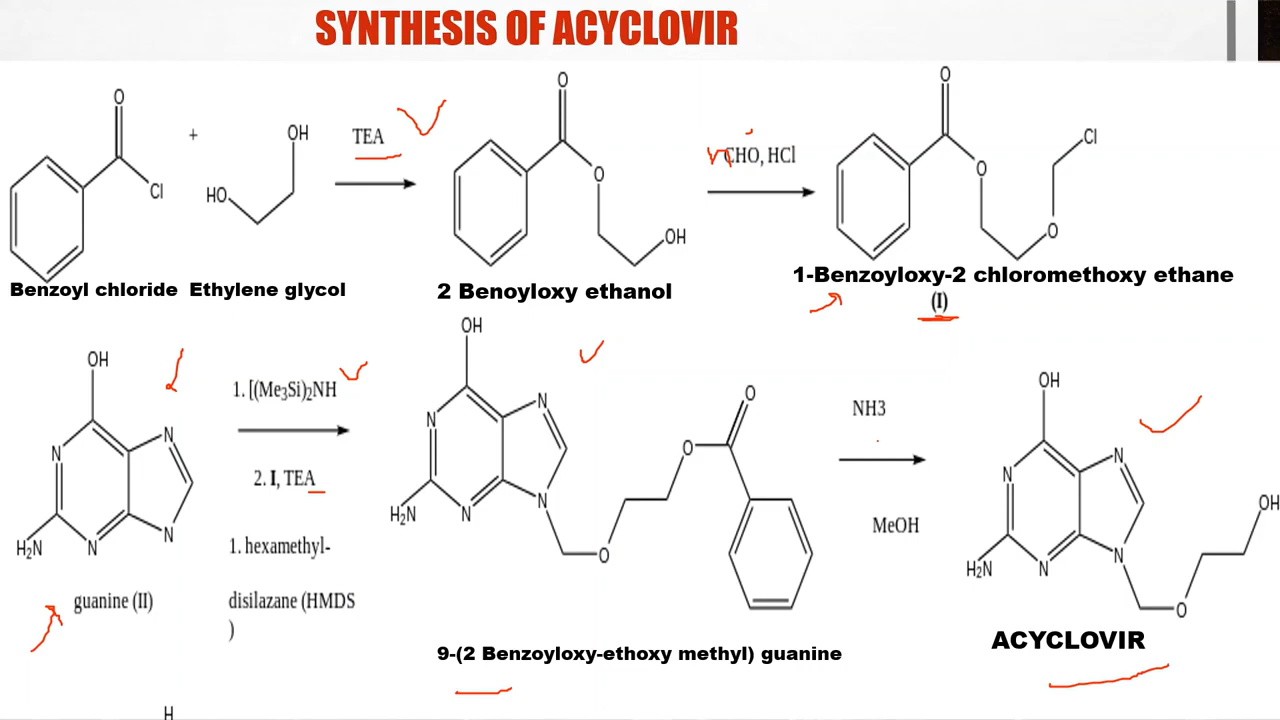 SYNTHESIS OF ACYCLOVIR
O
Cl
+
OH
HO
TEA
O
O
OH
CHO, HCl
O
O
O
Cl
Benzoyl chloride Ethylene glycol
2 Benoyloxy ethanol
1-Benzoyloxy-2 chloromethoxy ethane
(I)
OH
N
N
N
N
H₂N
guanine (II)
1. [(Me₃Si)₂NH
2. I, TEA
1. hexamethyl-
disilazane (HMDS
)
OH
N
N
N
N
H₂N
O
O
O
9-(2 Benzoyloxy-ethoxy methyl) guanine
NH3
MeOH
OH
N
N
N
N
H₂N
O
OH
ACYCLOVIR
H